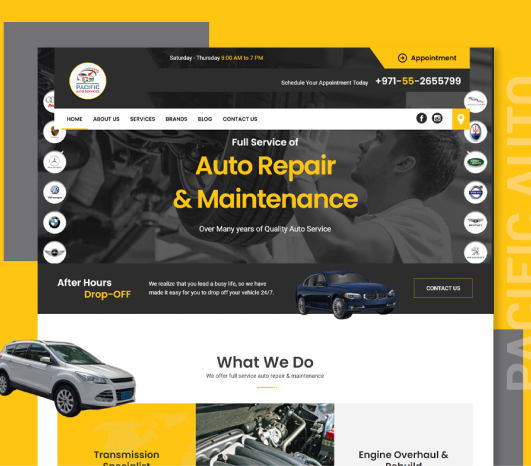 Saturday - Thursday 8:00 AM to 7 PM
Appointment
PACIFIC
AUTO SERVICES
Schedule Your Appointment Today +971-55-2655799
HOME ABOUT US SERVICES BRANDS BLOG CONTACT US
Full Service of
Auto Repair
& Maintenance
Over Many years of Quality Auto Service
After Hours
Drop-OFF
We realize that you lead a busy life, so we have
made it easy for you to drop off your vehicle 24/7.
CONTACT US
What We Do
We offer full service auto repair & maintenance
Transmission
Specialist
Engine Overhaul &
Rebuild
PACIFIC AUTO